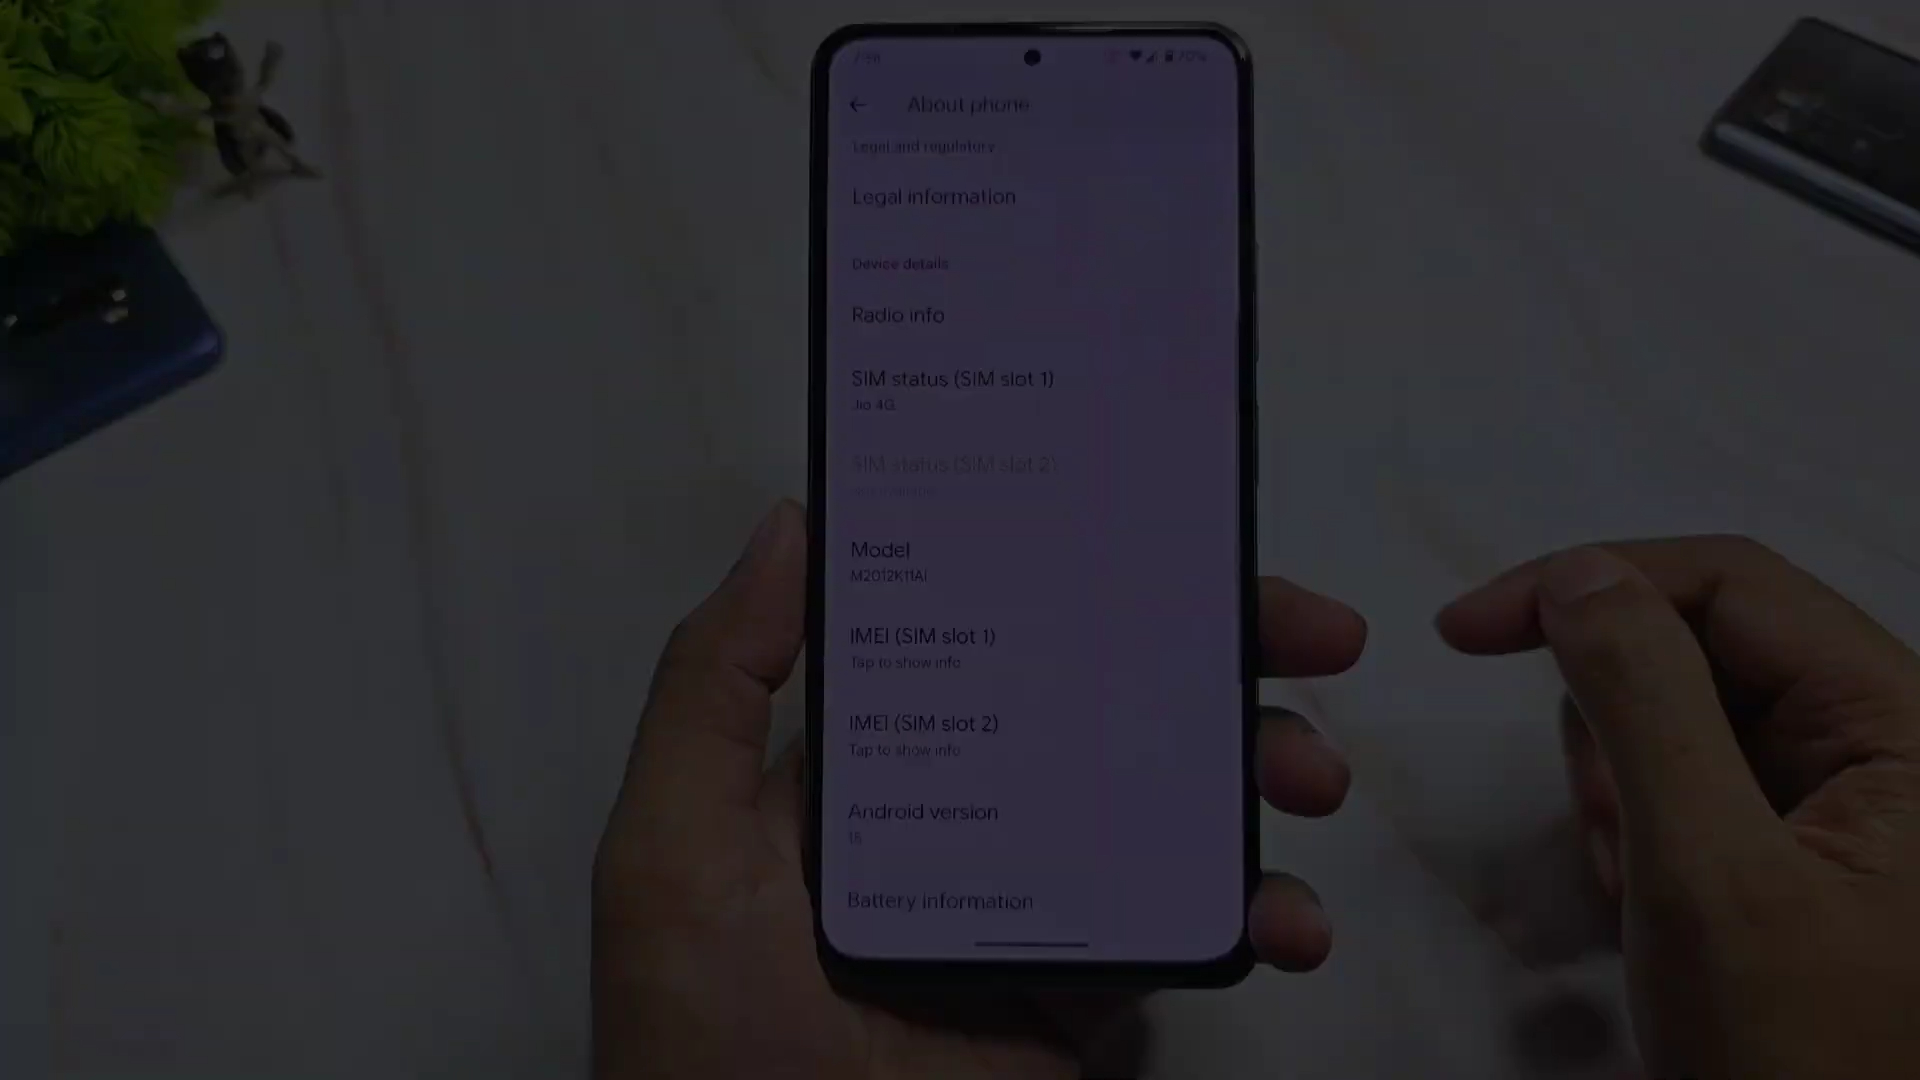 70%
About phone
Legal and regulatory
Legal information
Device details
Radio info
SIM status (SIM slot 1)
Jio 4G
SIM status (SIM slot 2)
Model
M2012K11AI
IMEI (SIM slot 1)
Tap to show info
IMEI (SIM slot 2)
Tap to show info
Android version
15
Battery information